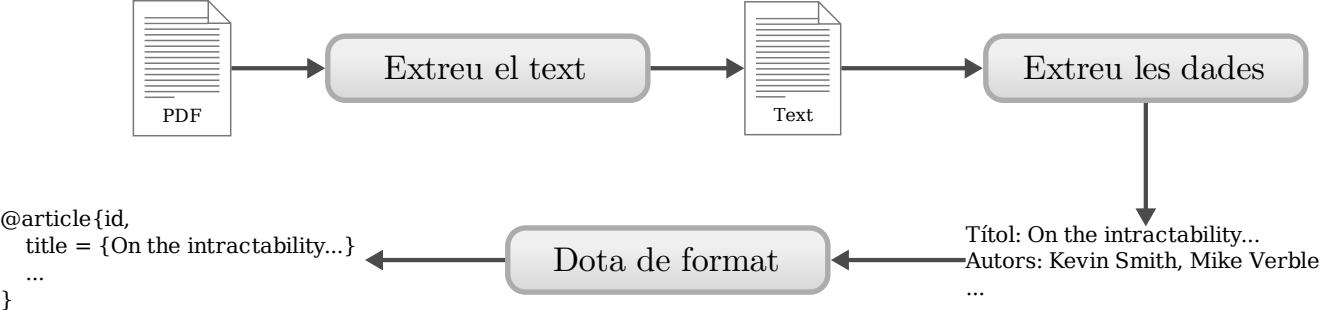 PDF
Extreu el text
Text
Extreu les dades
Títol: On the intractability...
Autors: Kevin Smith, Mike Verble
...
Dota de format
@article{id,
title = {On the intractability...}
...
}